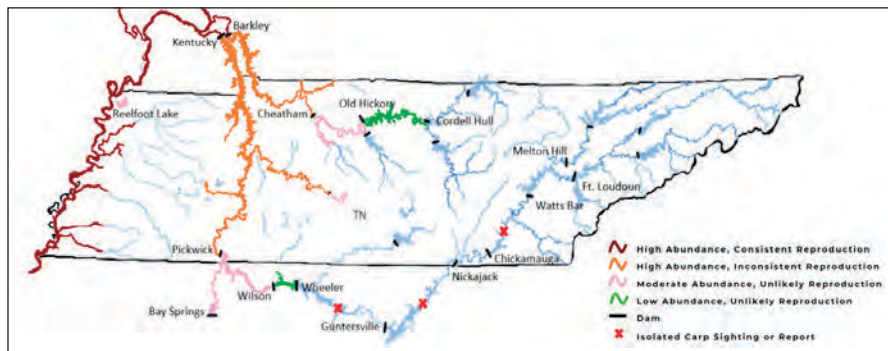 Barkley
Kentucky
Reelfoot Lake
Cheatham
Old Hickory
Cordell Hull
Melton Hill
Ft. Loudoun
Watts Bar
TN
Pickwick
Chickamauga
Nickajack
Wilson
Wheeler
Bay Springs
Guntersville
High Abundance, Consistent Reproduction
High Abundance, Inconsistent Reproduction
Moderate Abundance, Unlikely Reproduction
Low Abundance, Unlikely Reproduction
Dam
Isolated Carp Sighting or Report